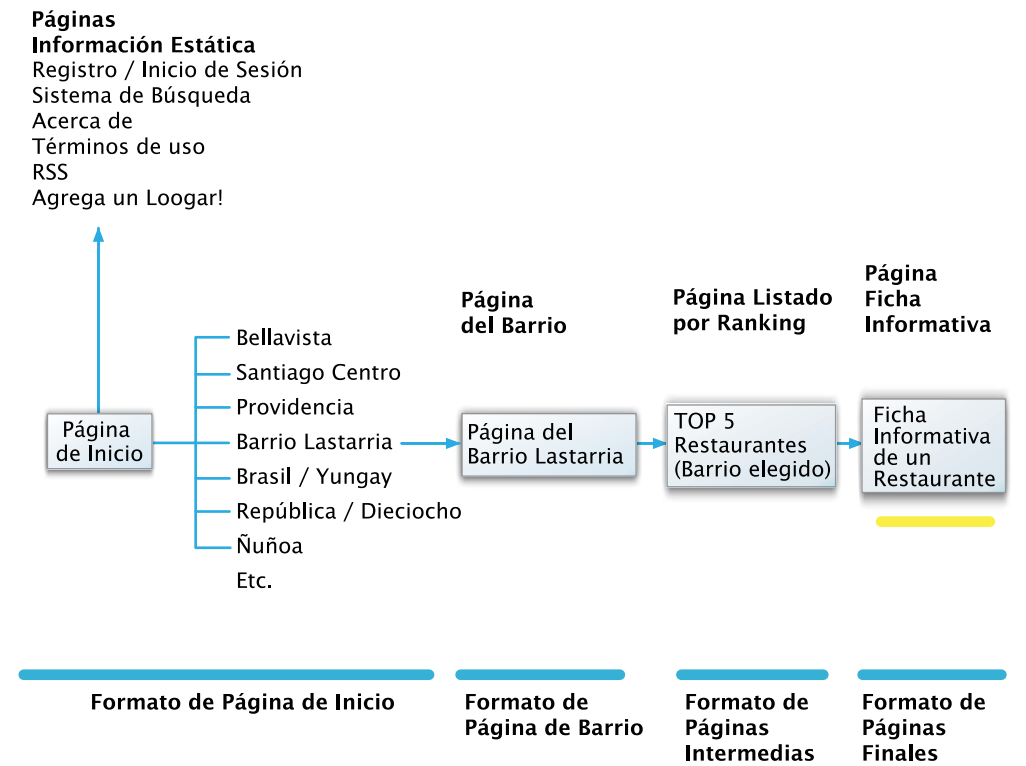 Páginas
Información Estática
Registro / Inicio de Sesión
Sistema de Búsqueda
Acerca de
Términos de uso
RSS
Agrega un Loogar!
Página
de Inicio
Bellavista
Santiago Centro
Providencia
Barrio Lastarria
Brasil / Yungay
República / Dieciocho
Ñuñoa
Etc.
Página
del Barrio
Página del
Barrio Lastarria
Página Listado
por Ranking
TOP 5
Restaurantes
(Barrio elegido)
Página
Ficha
Informativa
Ficha
Informativa
de un
Restaurante
Formato de Página de Inicio
Formato de
Página de Barrio
Formato de
Páginas
Intermedias
Formato de
Páginas
Finales